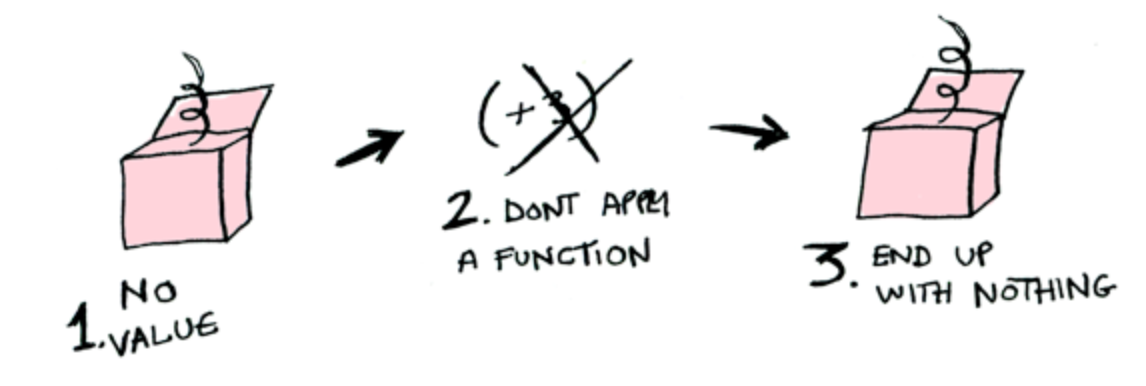 (+3)
1. NO
VALUE
2. DONT APPLY
A FUNCTION
3. END UP
WITH NOTHING